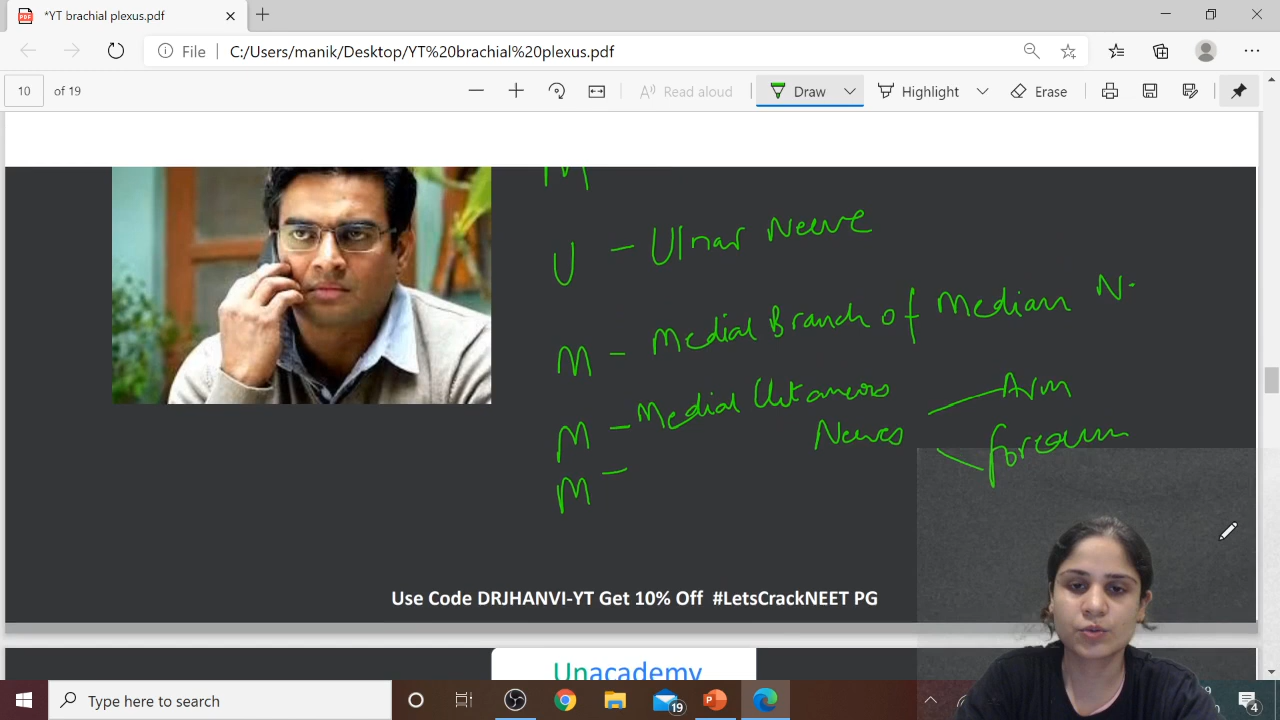 *YT brachial plexus.pdf
File C:/Users/manik/Desktop/YT%20brachial%20plexus.pdf
10 of 19 Read aloud Draw Highlight Erase
M
U – Ulnar Nerve
M – Medial Branch of Median N.
M – Medial Cutaneous Nerves
Arm
forearm
M –
Use Code DRJHANVI-YT Get 10% Off #LetsCrackNEET PG
Unacademy
Type here to search
19
4